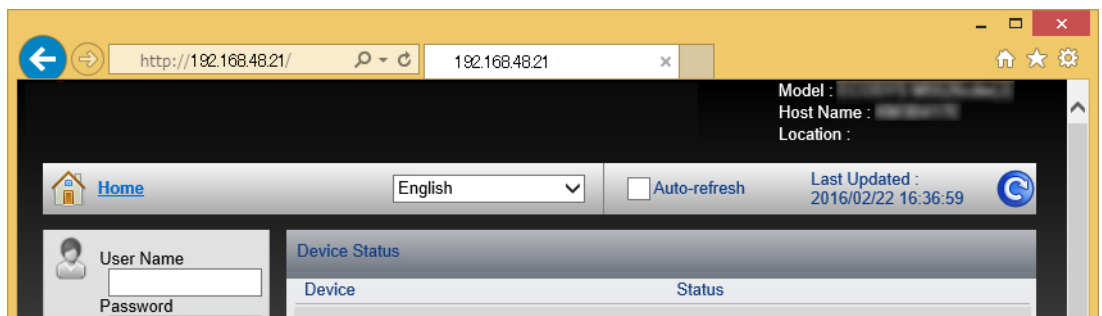 http://192.168.48.21/
192.168.48.21
Model :
Host Name :
Location :
Home
English
Auto-refresh
Last Updated :
2016/02/22 16:36:59
User Name
Password
Device Status
Device Status